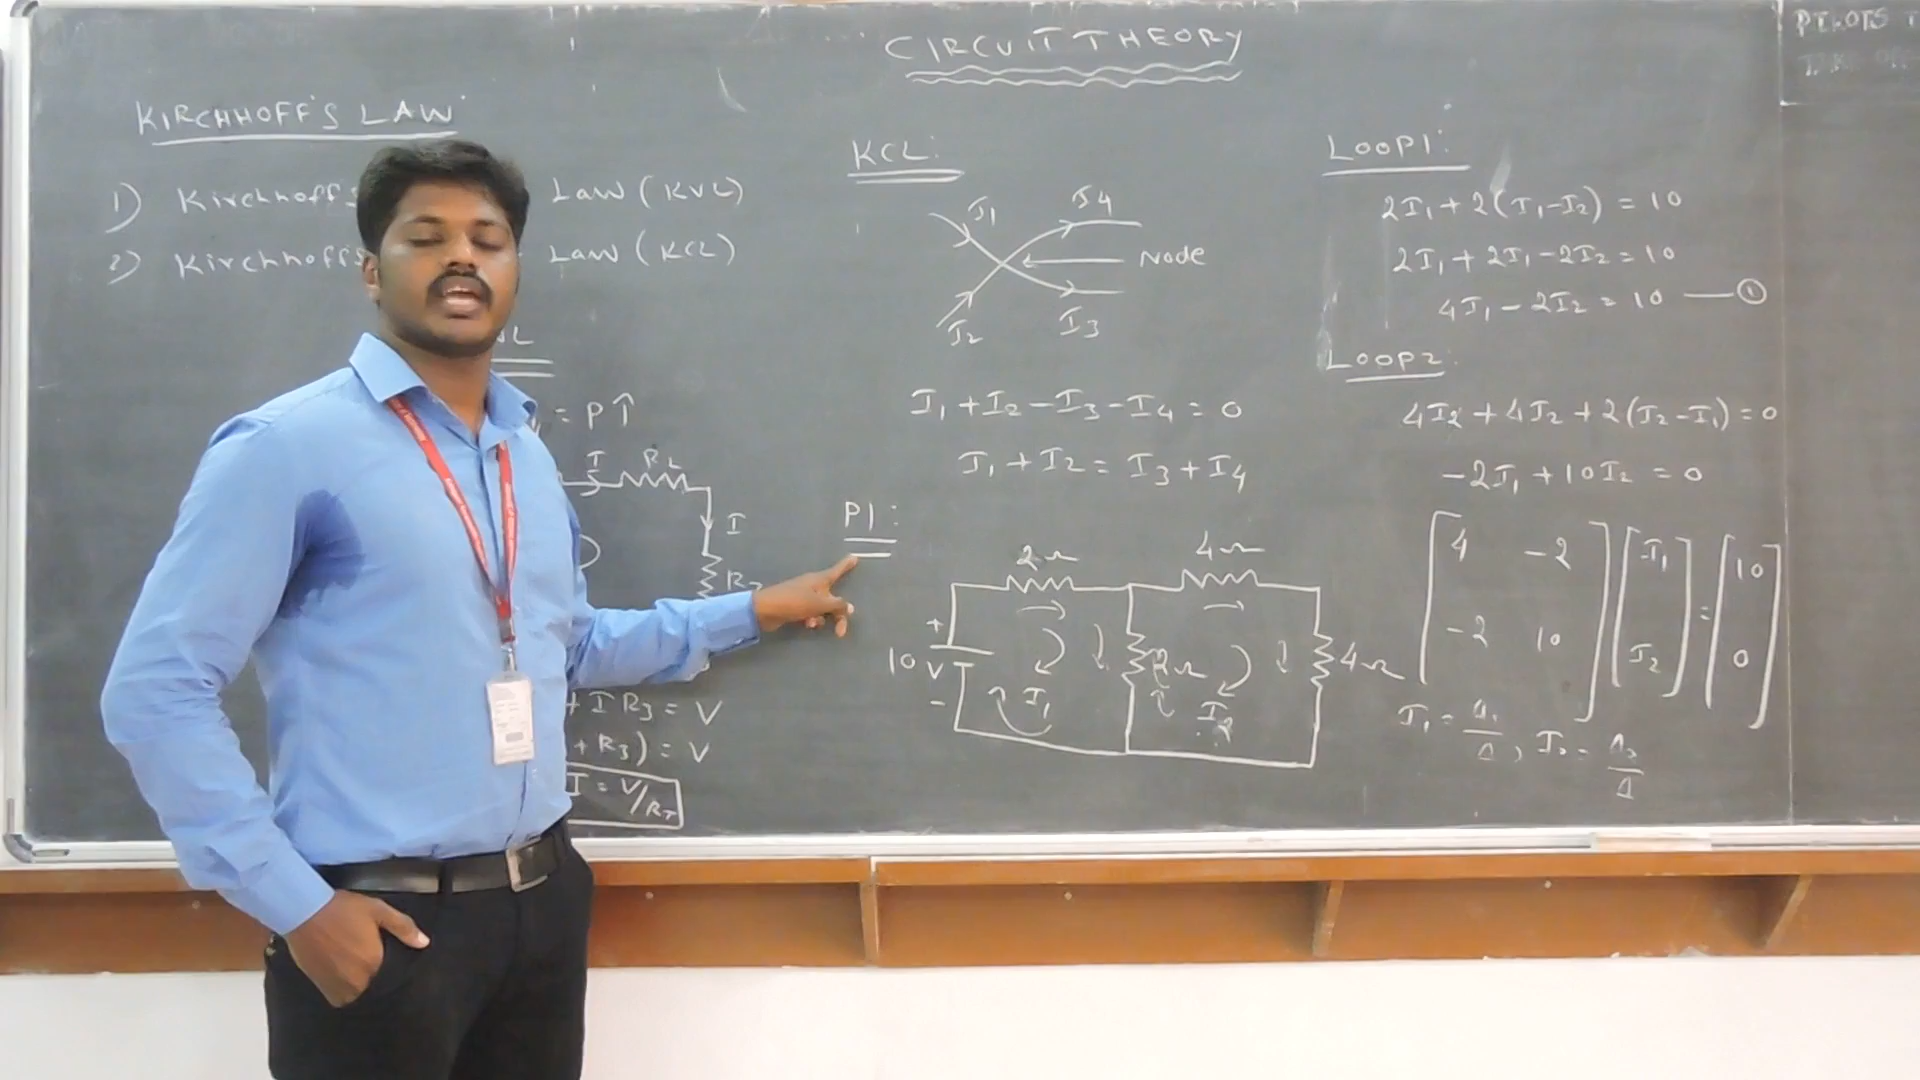 CIRCUIT THEORY
KIRCHHOFF'S LAW
1) Kirchhoff's Law (KVL)
2) Kirchhoff's Law (KCL)
= P↑
I R2
I
+ I R3 = V
+ R3) = V
I = V/RT
KCL:
I1 I4
Node
I2 I3
I1 + I2 - I3 - I4 = 0
I1 + I2 = I3 + I4
P1:
2Ω 4Ω
+
10 V 2Ω 4Ω
-
I1 I2
LOOP1:
2I1 + 2(I1-I2) = 10
2I1 + 2I1 - 2I2 = 10
4I1 - 2I2 = 10 — ①
LOOP2:
4I2 + 4I2 + 2(I2-I1) = 0
-2I1 + 10I2 = 0
4 -2 I1 10
=
-2 10 I2 0
I1 = Δ1/Δ, I2 = Δ2/Δ